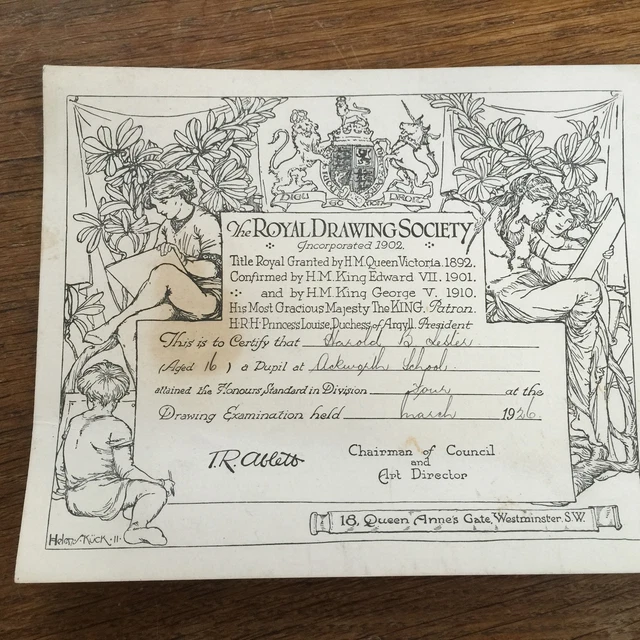 DIEU ET MON DROIT
The ROYAL DRAWING SOCIETY
Incorporated 1902.
Title Royal Granted by H.M. Queen Victoria. 1892.
Confirmed by H.M. King Edward VII. 1901.
and by H.M. King George V. 1910.
His Most Gracious Majesty The KING, Patron.
H.R.H. Princess Louise, Duchess of Argyll. President
This is to Certify that Harold B. Lester.
(Aged 16) a Pupil at Ackworth School.
attained the Honours Standard in Division Four at the
Drawing Examination held March 1926
T.R. Ablett
Chairman of Council
and
Art Director
18, Queen Anne's Gate, Westminster. S.W.
Helen A. Kück. 11.